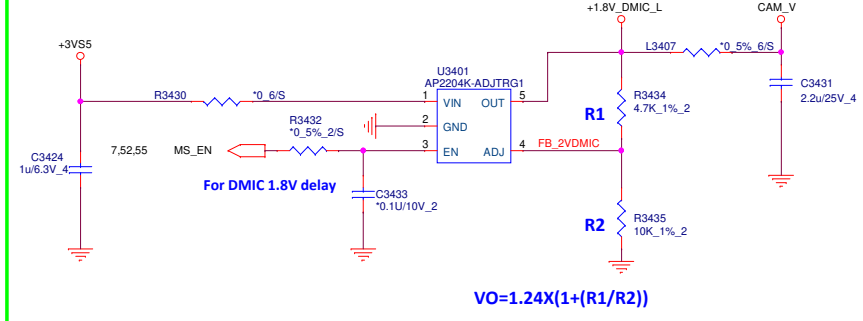 +1.8V_DMIC_L
CAM_V
+3VS5
L3407
*0_5%_6/S
U3401
AP2204K-ADJTRG1
R3430
*0_6/S
1
VIN
OUT
5
C3431
2.2u/25V_4
R1
R3434
4.7K_1%_2
R3432
*0_5%_2/S
2
GND
7,52,55
MS_EN
3
EN
ADJ
4
FB_2VDMIC
C3424
1u/6.3V_4
For DMIC 1.8V delay
C3433
*0.1U/10V_2
R2
R3435
10K_1%_2
VO=1.24X(1+(R1/R2))